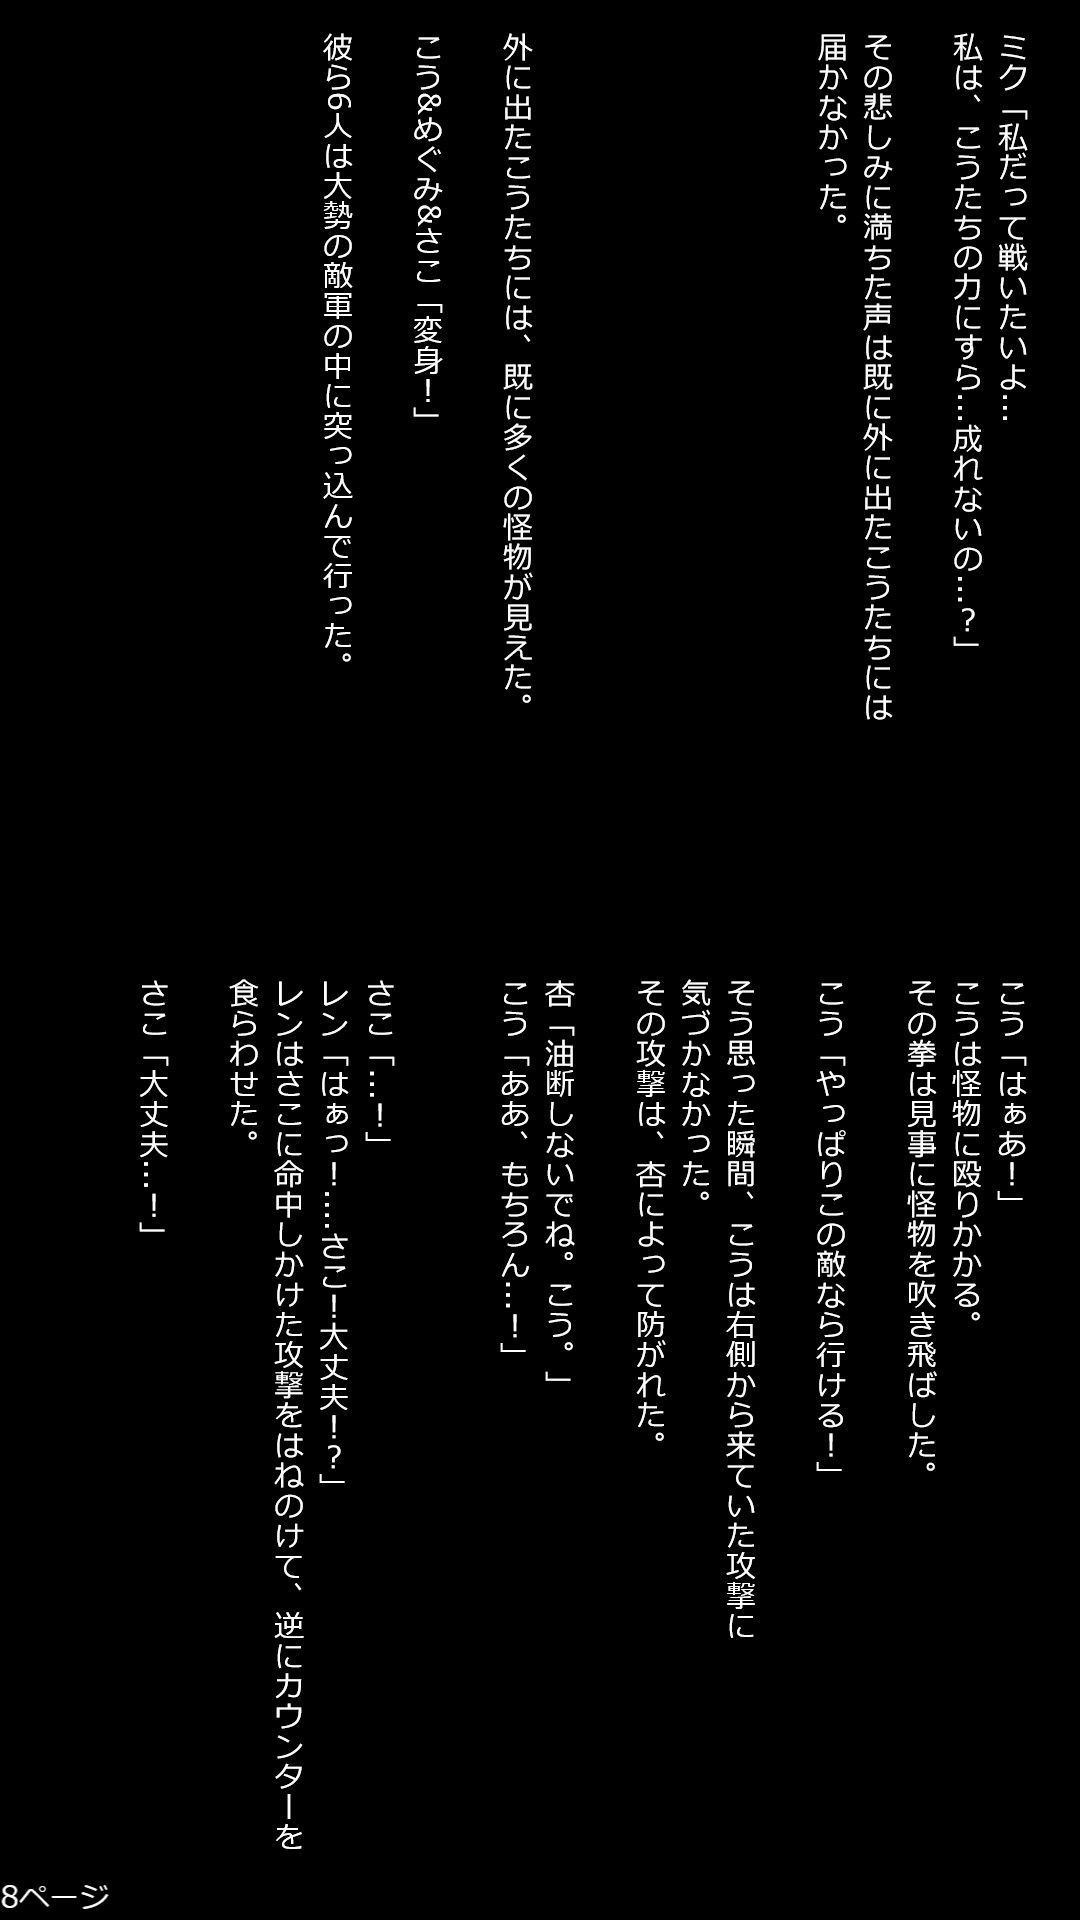 ミク「私だって戦いたいよ…
私は、こうたちの力にすら…成れないの…？」
その悲しみに満ちた声は既に外に出たこうたちには
届かなかった。
外に出たこうたちには、既に多くの怪物が見えた。
こう&めぐみ&さこ「変身！」
彼ら6人は大勢の敵軍の中に突っ込んで行った。
こう「はぁあ！」
こうは怪物に殴りかかる。
その拳は見事に怪物を吹き飛ばした。
こう「やっぱりこの敵なら行ける！」
そう思った瞬間、こうは右側から来ていた攻撃に
気づかなかった。
その攻撃は、杏によって防がれた。
杏「油断しないでね。こう。」
こう「ああ、もちろん…！」
さこ「…！」
レン「はぁっ！….さこ！大丈夫！？」
レンはさこに命中しかけた攻撃をはねのけて、逆にカウンターを
食らわせた。
さこ「大丈夫…！」
8ページ